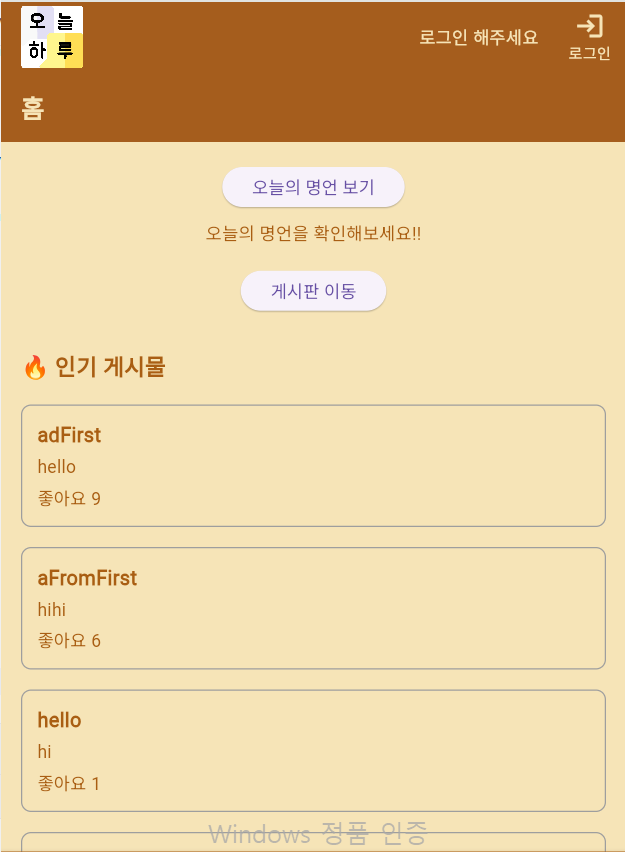 오늘
하루
로그인 해주세요
로그인
홈
오늘의 명언 보기
오늘의 명언을 확인해보세요!!
게시판 이동
🔥 인기 게시물
adFirst
hello
좋아요 9
aFromFirst
hihi
좋아요 6
hello
hi
좋아요 1
Windows 정품 인증